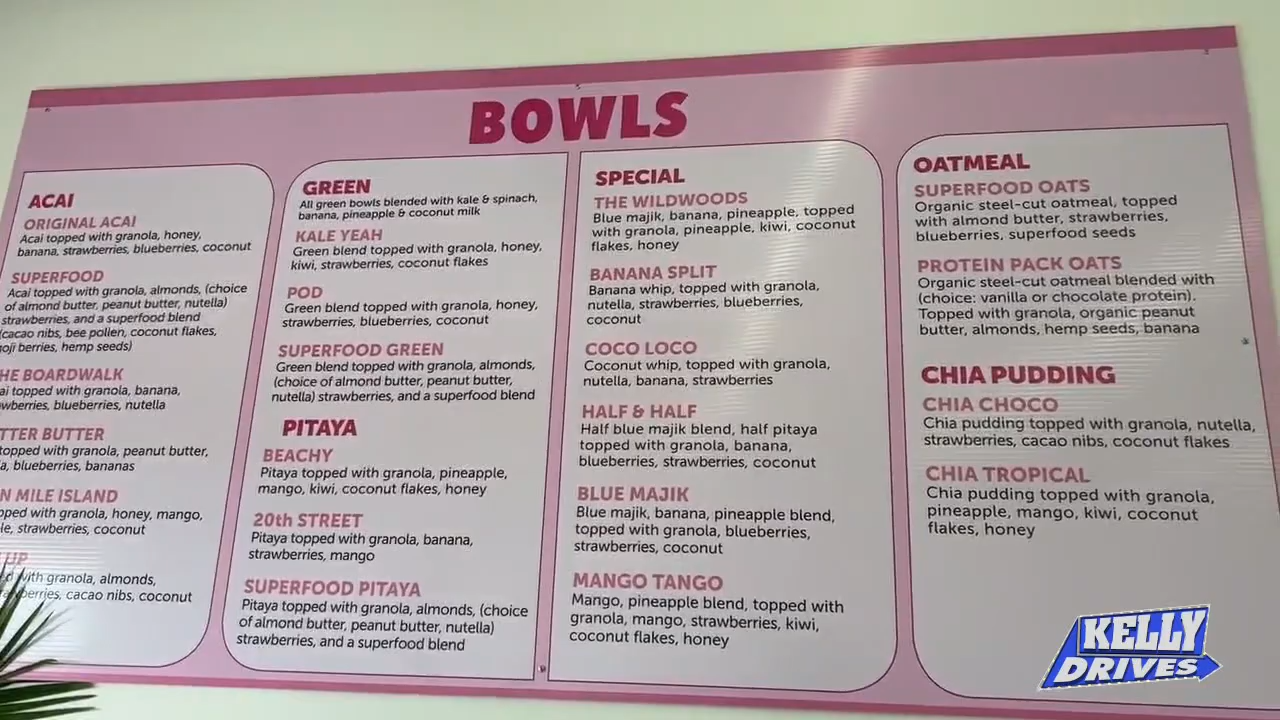 BOWLS
ACAI
ORIGINAL ACAI
Acai topped with granola, honey,
banana, strawberries, blueberries, coconut
SUPERFOOD
Acai topped with granola, almonds, (choice
of almond butter, peanut butter, nutella)
strawberries, and a superfood blend
(cacao nibs, bee pollen, coconut flakes,
berries, hemp seeds)
BOARDWALK
topped with granola, banana,
blueberries, nutella
BUTTER
topped with granola, peanut butter,
blueberries, bananas
MILE ISLAND
with granola, honey, mango,
strawberries, coconut
UP
with granola, almonds,
cacao nibs, coconut
GREEN
All green bowls blended with kale & spinach,
banana, pineapple & coconut milk
KALE YEAH
Green blend topped with granola, honey,
kiwi, strawberries, coconut flakes
POD
Green blend topped with granola, honey,
strawberries, blueberries, coconut
SUPERFOOD GREEN
Green blend topped with granola, almonds,
(choice of almond butter, peanut butter,
nutella) strawberries, and a superfood blend
PITAYA
BEACHY
Pitaya topped with granola, pineapple,
mango, kiwi, coconut flakes, honey
20th STREET
Pitaya topped with granola, banana,
strawberries, mango
SUPERFOOD PITAYA
Pitaya topped with granola, almonds, (choice
of almond butter, peanut butter, nutella)
strawberries, and a superfood blend
SPECIAL
THE WILDWOODS
Blue majik, banana, pineapple, topped
with granola, pineapple, kiwi, coconut
flakes, honey
BANANA SPLIT
Banana whip, topped with granola,
nutella, strawberries, blueberries,
coconut
COCO LOCO
Coconut whip, topped with granola,
nutella, banana, strawberries
HALF & HALF
Half blue majik blend, half pitaya
topped with granola, banana,
blueberries, strawberries, coconut
BLUE MAJIK
Blue majik, banana, pineapple blend,
topped with granola, blueberries,
strawberries, coconut
MANGO TANGO
Mango, pineapple blend, topped with
granola, mango, strawberries, kiwi,
coconut flakes, honey
OATMEAL
SUPERFOOD OATS
Organic steel-cut oatmeal, topped
with almond butter, strawberries,
blueberries, superfood seeds
PROTEIN PACK OATS
Organic steel-cut oatmeal blended with
(choice: vanilla or chocolate protein).
Topped with granola, organic peanut
butter, almonds, hemp seeds, banana
CHIA PUDDING
CHIA CHOCO
Chia pudding topped with granola, nutella,
strawberries, cacao nibs, coconut flakes
CHIA TROPICAL
Chia pudding topped with granola,
pineapple, mango, kiwi, coconut
flakes, honey
KELLY
DRIVES